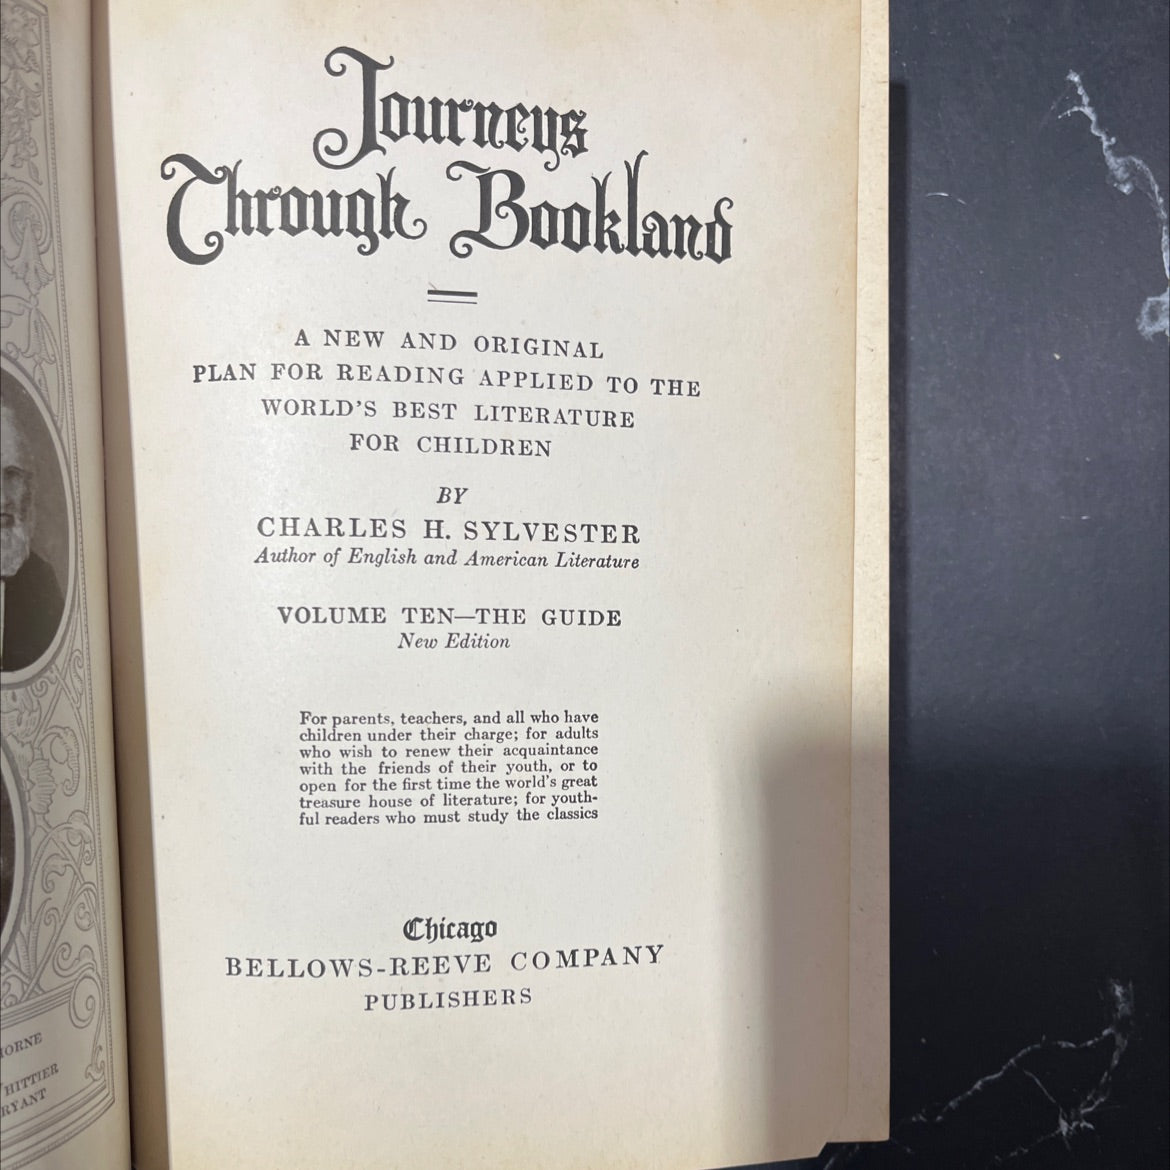 Journeys
Through Bookland
A NEW AND ORIGINAL
PLAN FOR READING APPLIED TO THE
WORLD'S BEST LITERATURE
FOR CHILDREN
BY
CHARLES H. SYLVESTER
Author of English and American Literature
VOLUME TEN—THE GUIDE
New Edition
For parents, teachers, and all who have
children under their charge; for adults
who wish to renew their acquaintance
with the friends of their youth, or to
open for the first time the world's great
treasure house of literature; for youth-
ful readers who must study the classics
Chicago
BELLOWS-REEVE COMPANY
PUBLISHERS